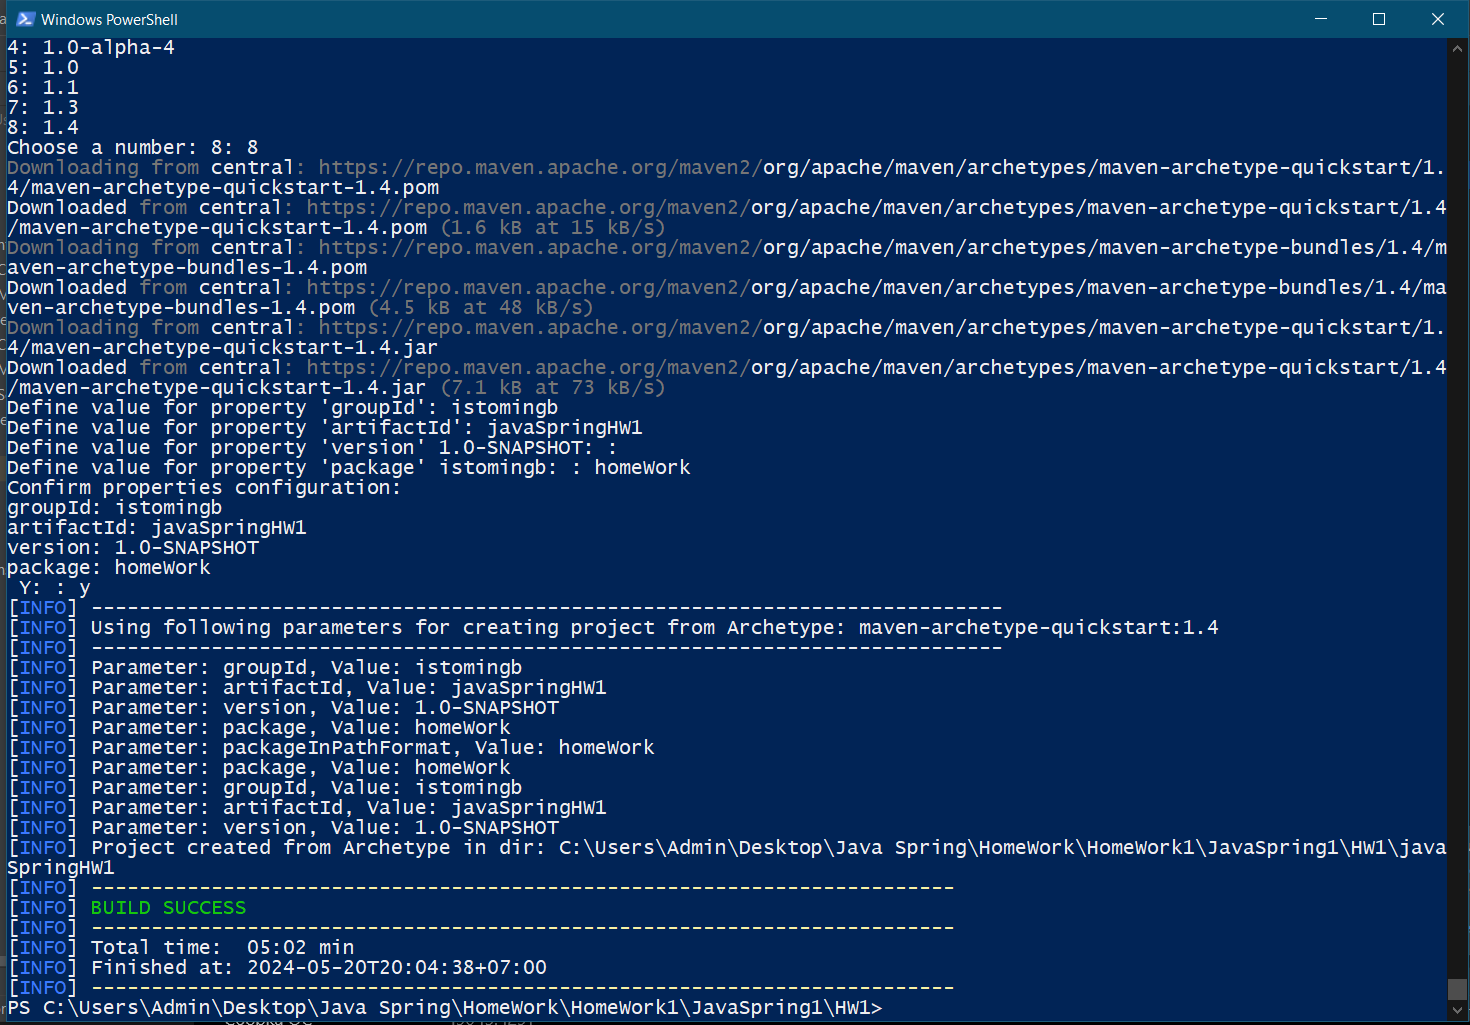 Windows PowerShell
4: 1.0-alpha-4
5: 1.0
6: 1.1
7: 1.3
8: 1.4
Choose a number: 8: 8
Downloading from central: https://repo.maven.apache.org/maven2/org/apache/maven/archetypes/maven-archetype-quickstart/1.
4/maven-archetype-quickstart-1.4.pom
Downloaded from central: https://repo.maven.apache.org/maven2/org/apache/maven/archetypes/maven-archetype-quickstart/1.4
/maven-archetype-quickstart-1.4.pom (1.6 kB at 15 kB/s)
Downloading from central: https://repo.maven.apache.org/maven2/org/apache/maven/archetypes/maven-archetype-bundles/1.4/m
aven-archetype-bundles-1.4.pom
Downloaded from central: https://repo.maven.apache.org/maven2/org/apache/maven/archetypes/maven-archetype-bundles/1.4/ma
ven-archetype-bundles-1.4.pom (4.5 kB at 48 kB/s)
Downloading from central: https://repo.maven.apache.org/maven2/org/apache/maven/archetypes/maven-archetype-quickstart/1.
4/maven-archetype-quickstart-1.4.jar
Downloaded from central: https://repo.maven.apache.org/maven2/org/apache/maven/archetypes/maven-archetype-quickstart/1.4
/maven-archetype-quickstart-1.4.jar (7.1 kB at 73 kB/s)
Define value for property 'groupId': istomingb
Define value for property 'artifactId': javaSpringHW1
Define value for property 'version' 1.0-SNAPSHOT: :
Define value for property 'package' istomingb: : homeWork
Confirm properties configuration:
groupId: istomingb
artifactId: javaSpringHW1
version: 1.0-SNAPSHOT
package: homeWork
 Y: : y
[INFO] ----------------------------------------------------------------------------
[INFO] Using following parameters for creating project from Archetype: maven-archetype-quickstart:1.4
[INFO] ----------------------------------------------------------------------------
[INFO] Parameter: groupId, Value: istomingb
[INFO] Parameter: artifactId, Value: javaSpringHW1
[INFO] Parameter: version, Value: 1.0-SNAPSHOT
[INFO] Parameter: package, Value: homeWork
[INFO] Parameter: packageInPathFormat, Value: homeWork
[INFO] Parameter: package, Value: homeWork
[INFO] Parameter: groupId, Value: istomingb
[INFO] Parameter: artifactId, Value: javaSpringHW1
[INFO] Parameter: version, Value: 1.0-SNAPSHOT
[INFO] Project created from Archetype in dir: C:\Users\Admin\Desktop\Java Spring\HomeWork\HomeWork1\JavaSpring1\HW1\java
SpringHW1
[INFO] ------------------------------------------------------------------------
[INFO] BUILD SUCCESS
[INFO] ------------------------------------------------------------------------
[INFO] Total time:  05:02 min
[INFO] Finished at: 2024-05-20T20:04:38+07:00
[INFO] ------------------------------------------------------------------------
PS C:\Users\Admin\Desktop\Java Spring\HomeWork\HomeWork1\JavaSpring1\HW1>